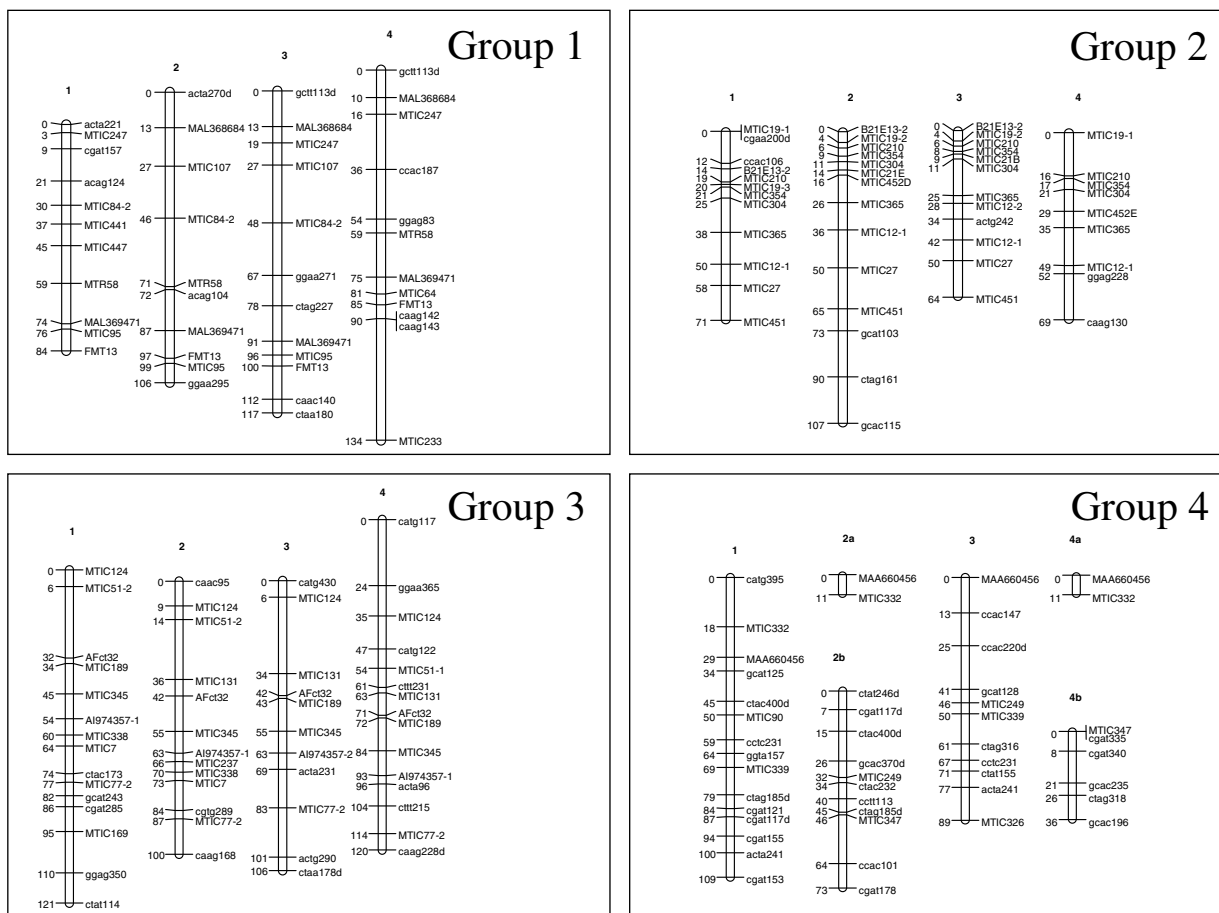 Group 1
1
0 acta221
3 MTIC247
9 cgat157
21 acag124
30 MTIC84-2
37 MTIC441
45 MTIC447
59 MTR58
74 MAL369471
76 MTIC95
84 FMT13
2
0 acta270d
13 MAL368684
27 MTIC107
46 MTIC84-2
71 MTR58
72 acag104
87 MAL369471
97 FMT13
99 MTIC95
106 ggaa295
3
0 gctt113d
13 MAL368684
19 MTIC247
27 MTIC107
48 MTIC84-2
67 ggaa271
78 ctag227
91 MAL369471
96 MTIC95
100 FMT13
112 caac140
117 ctaa180
4
0 gctt113d
10 MAL368684
16 MTIC247
36 ccac187
54 ggag83
59 MTR58
75 MAL369471
81 MTIC64
85 FMT13
90 caag142
caag143
134 MTIC233
Group 2
1
0 MTIC19-1
cgaa200d
12 ccac106
14 B21E13-2
19 MTIC210
20 MTIC19-3
21 MTIC354
25 MTIC304
38 MTIC365
50 MTIC12-1
58 MTIC27
71 MTIC451
2
0 B21E13-2
4 MTIC19-2
6 MTIC210
9 MTIC354
11 MTIC304
14 MTIC21E
16 MTIC452D
26 MTIC365
36 MTIC12-1
50 MTIC27
65 MTIC451
73 gcat103
90 ctag161
107 gcac115
3
0 B21E13-2
4 MTIC19-2
6 MTIC210
8 MTIC354
9 MTIC21B
11 MTIC304
25 MTIC365
28 MTIC12-2
34 actg242
42 MTIC12-1
50 MTIC27
64 MTIC451
4
0 MTIC19-1
16 MTIC210
17 MTIC354
21 MTIC304
29 MTIC452E
35 MTIC365
49 MTIC12-1
52 ggag228
69 caag130
Group 3
1
0 MTIC124
6 MTIC51-2
32 AFct32
34 MTIC189
45 MTIC345
54 AI974357-1
60 MTIC338
64 MTIC7
74 ctac173
77 MTIC77-2
82 gcat243
86 cgat285
95 MTIC169
110 ggag350
121 ctat114
2
0 caac95
9 MTIC124
14 MTIC51-2
36 MTIC131
42 AFct32
55 MTIC345
63 AI974357-1
66 MTIC237
70 MTIC338
73 MTIC7
84 cgtg289
87 MTIC77-2
100 caag168
3
0 catg430
6 MTIC124
34 MTIC131
42 AFct32
43 MTIC189
55 MTIC345
63 AI974357-2
69 acta231
83 MTIC77-2
101 actg290
106 ctaa178d
4
0 catg117
24 ggaa365
35 MTIC124
47 catg122
54 MTIC51-1
61 cttt231
63 MTIC131
71 AFct32
72 MTIC189
84 MTIC345
93 AI974357-1
96 acta96
104 cttt215
114 MTIC77-2
120 caag228d
Group 4
1
0 catg395
18 MTIC332
29 MAA660456
34 gcat125
45 ctac400d
50 MTIC90
59 cctc231
64 ggta157
69 MTIC339
79 ctag185d
84 cgat121
87 cgat117d
94 cgat155
100 acta241
109 cgat153
2a
0 MAA660456
11 MTIC332
2b
0 ctat246d
7 cgat117d
15 ctac400d
26 gcac370d
32 MTIC249
34 ctac232
40 cctt113
45 ctag185d
46 MTIC347
64 ccac101
73 cgat178
3
0 MAA660456
13 ccac147
25 ccac220d
41 gcat128
46 MTIC249
50 MTIC339
61 ctag316
67 cctc231
71 ctat155
77 acta241
89 MTIC326
4a
0 MAA660456
11 MTIC332
4b
0 MTIC347
cgat335
8 cgat340
21 gcac235
26 ctag318
36 gcac196